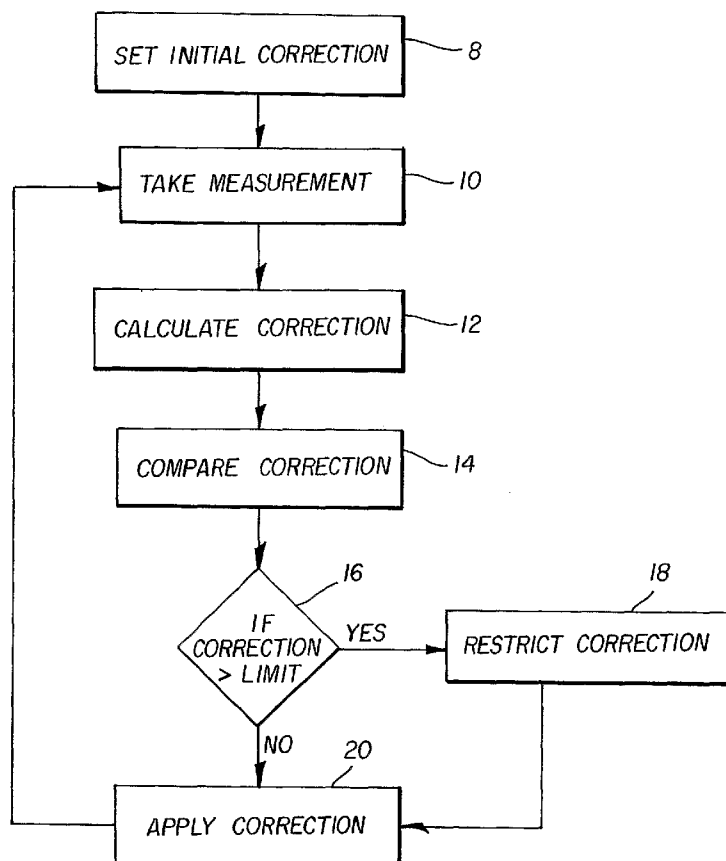 SET INITIAL CORRECTION
8
TAKE MEASUREMENT
10
CALCULATE CORRECTION
12
COMPARE CORRECTION
14
16
IF
CORRECTION
> LIMIT
YES
18
RESTRICT CORRECTION
NO
20
APPLY CORRECTION